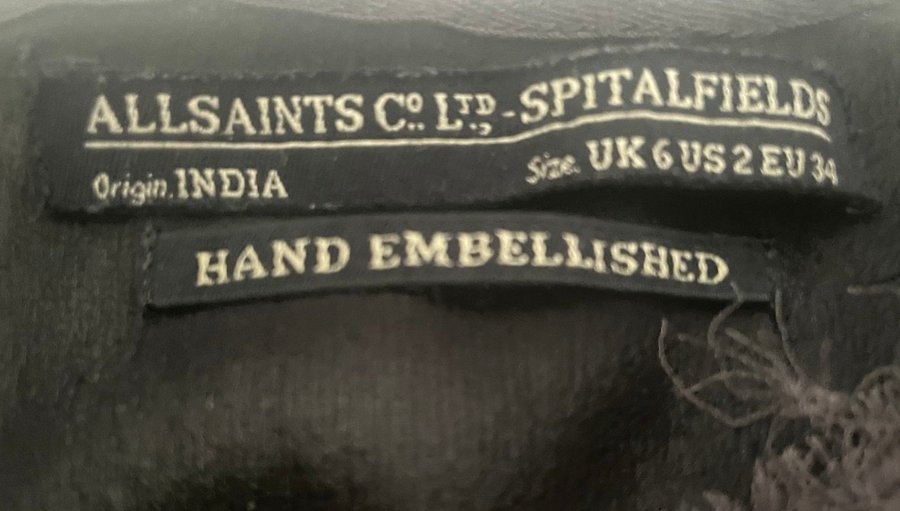 ALLSAINTS Cº. LTD.,-SPITALFIELDS
Origin. INDIA Size. UK 6 US 2 EU 34
HAND EMBELLISHED